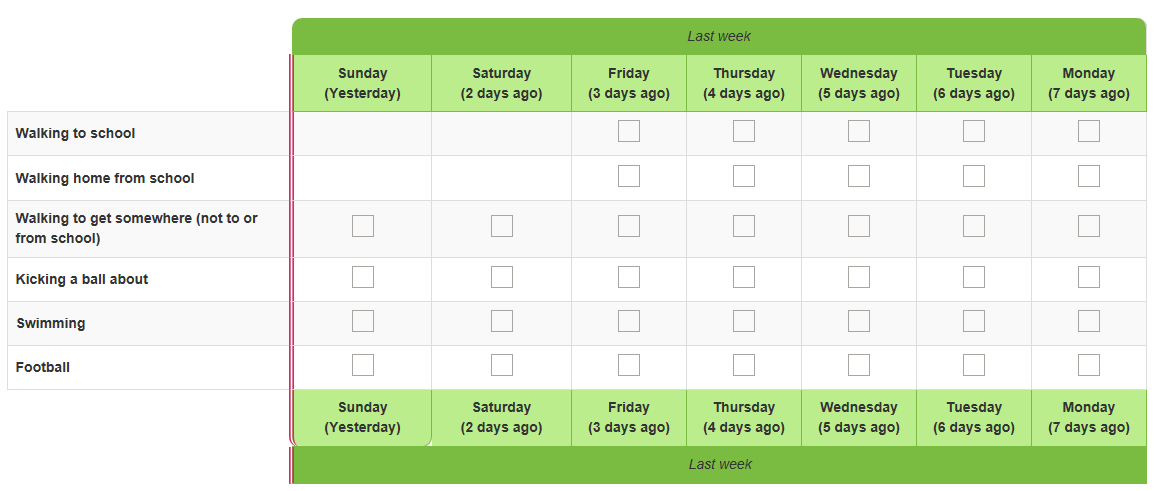 Last week
Sunday Saturday Friday Thursday Wednesday Tuesday Monday
(Yesterday) (2 days ago) (3 days ago) (4 days ago) (5 days ago) (6 days ago) (7 days ago)
Walking to school
Walking home from school
Walking to get somewhere (not to or
from school)
Kicking a ball about
Swimming
Football
Sunday Saturday Friday Thursday Wednesday Tuesday Monday
(Yesterday) (2 days ago) (3 days ago) (4 days ago) (5 days ago) (6 days ago) (7 days ago)
Last week